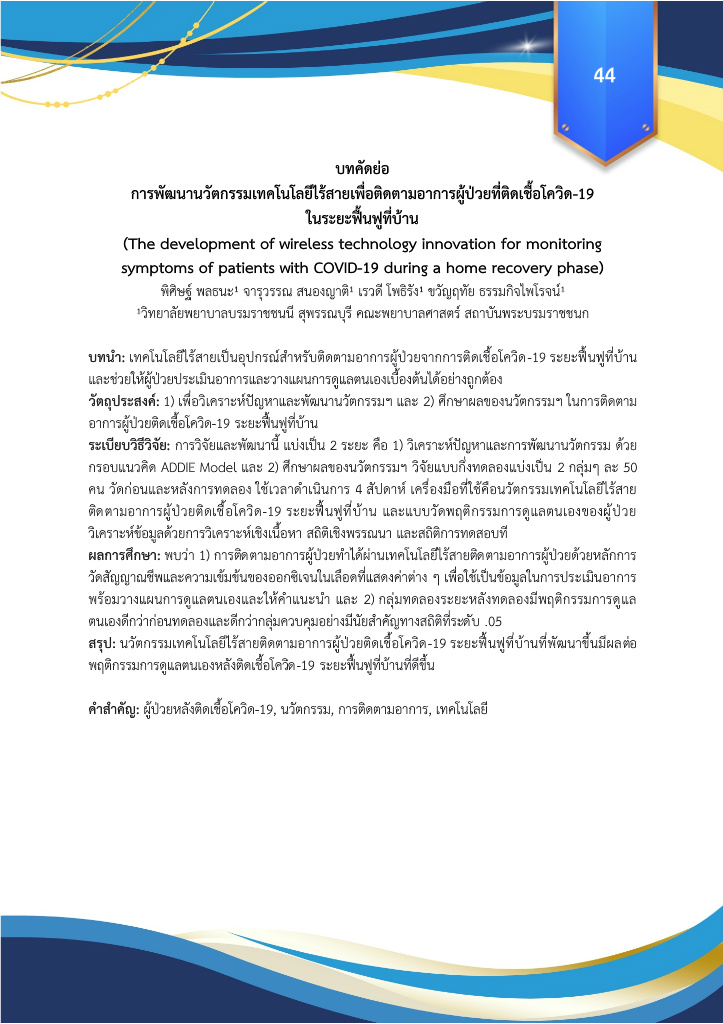 44
บทคัดย่อ
การพัฒนานวัตกรรมเทคโนโลยีไร้สายเพื่อติดตามอาการผู้ป่วยที่ติดเชื้อโควิด-19
ในระยะฟื้นฟูที่บ้าน
(The development of wireless technology innovation for monitoring
symptoms of patients with COVID-19 during a home recovery phase)
พิศิษฐ์ พลธนะ¹ จารุวรรณ สนองญาติ¹ เรวดี โพธิรัง¹ ขวัญฤทัย ธรรมกิจไพโรจน์¹
¹วิทยาลัยพยาบาลบรมราชชนนี สุพรรณบุรี คณะพยาบาลศาสตร์ สถาบันพระบรมราชชนก
บทนำ: เทคโนโลยีไร้สายเป็นอุปกรณ์สำหรับติดตามอาการผู้ป่วยจากการติดเชื้อโควิด-19 ระยะฟื้นฟูที่บ้าน
และช่วยให้ผู้ป่วยประเมินอาการและวางแผนการดูแลตนเองเบื้องต้นได้อย่างถูกต้อง
วัตถุประสงค์: 1) เพื่อวิเคราะห์ปัญหาและพัฒนานวัตกรรมฯ และ 2) ศึกษาผลของนวัตกรรมฯ ในการติดตาม
อาการผู้ป่วยติดเชื้อโควิด-19 ระยะฟื้นฟูที่บ้าน
ระเบียบวิธีวิจัย: การวิจัยและพัฒนานี้ แบ่งเป็น 2 ระยะ คือ 1) วิเคราะห์ปัญหาและการพัฒนานวัตกรรม ด้วย
กรอบแนวคิด ADDIE Model และ 2) ศึกษาผลของนวัตกรรมฯ วิจัยแบบกึ่งทดลองแบ่งเป็น 2 กลุ่มๆ ละ 50
คน วัดก่อนและหลังการทดลอง ใช้เวลาดำเนินการ 4 สัปดาห์ เครื่องมือที่ใช้คือนวัตกรรมเทคโนโลยีไร้สาย
ติดตามอาการผู้ป่วยติดเชื้อโควิด-19 ระยะฟื้นฟูที่บ้าน และแบบวัดพฤติกรรมการดูแลตนเองของผู้ป่วย
วิเคราะห์ข้อมูลด้วยการวิเคราะห์เชิงเนื้อหา สถิติเชิงพรรณนา และสถิติการทดสอบที
ผลการศึกษา: พบว่า 1) การติดตามอาการผู้ป่วยทำได้ผ่านเทคโนโลยีไร้สายติดตามอาการผู้ป่วยด้วยหลักการ
วัดสัญญาณชีพและความเข้มข้นของออกซิเจนในเลือดที่แสดงค่าต่าง ๆ เพื่อใช้เป็นข้อมูลในการประเมินอาการ
พร้อมวางแผนการดูแลตนเองและให้คำแนะนำ และ 2) กลุ่มทดลองระยะหลังทดลองมีพฤติกรรมการดูแล
ตนเองดีกว่าก่อนทดลองและดีกว่ากลุ่มควบคุมอย่างมีนัยสำคัญทางสถิติที่ระดับ .05
สรุป: นวัตกรรมเทคโนโลยีไร้สายติดตามอาการผู้ป่วยติดเชื้อโควิด-19 ระยะฟื้นฟูที่บ้านที่พัฒนาขึ้นมีผลต่อ
พฤติกรรมการดูแลตนเองหลังติดเชื้อโควิด-19 ระยะฟื้นฟูที่บ้านที่ดีขึ้น
คำสำคัญ: ผู้ป่วยหลังติดเชื้อโควิด-19, นวัตกรรม, การติดตามอาการ, เทคโนโลยี